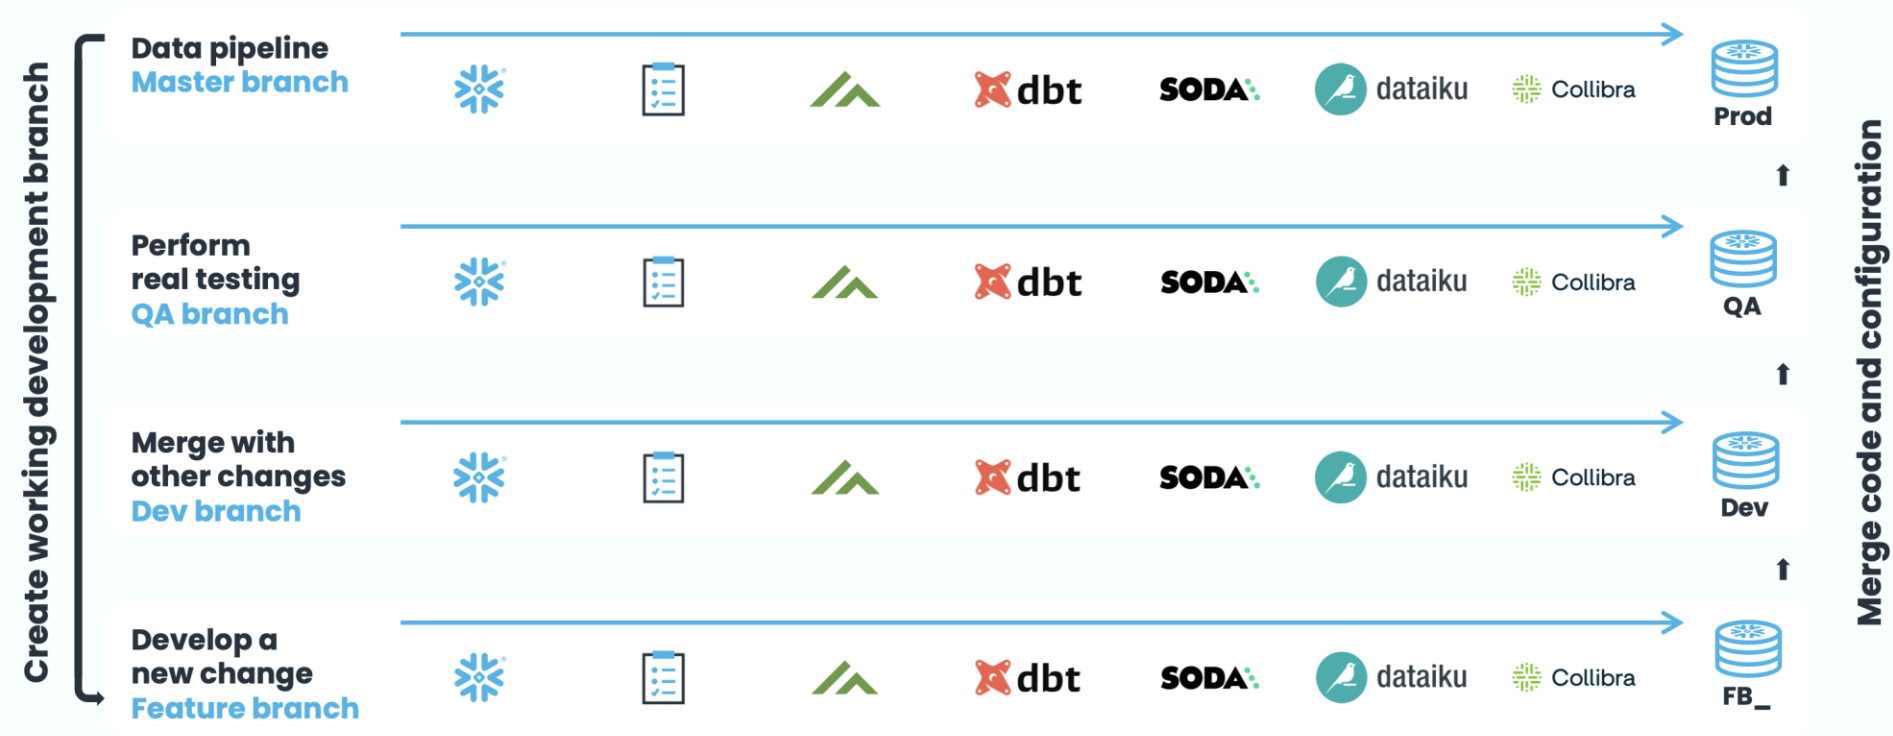 Create working development branch
Data pipeline
Master branch
dbt
SODA
dataiku
Collibra
Prod
Perform
real testing
QA branch
dbt
SODA
dataiku
Collibra
QA
Merge with
other changes
Dev branch
dbt
SODA
dataiku
Collibra
Dev
Develop a
new change
Feature branch
dbt
SODA
dataiku
Collibra
FB_
Merge code and configuration